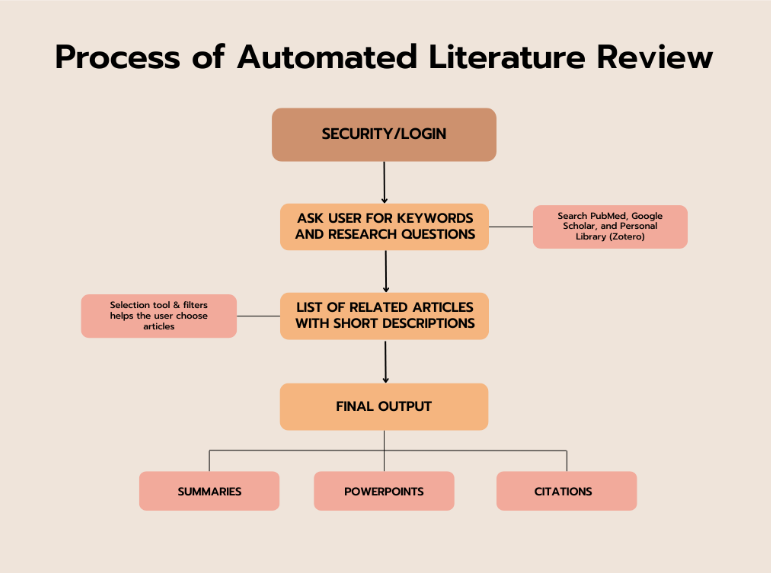 Process of Automated Literature Review
SECURITY/LOGIN
ASK USER FOR KEYWORDS
AND RESEARCH QUESTIONS
Search PubMed, Google
Scholar, and Personal
Library (Zotero)
Selection tool & filters
helps the user choose
articles
LIST OF RELATED ARTICLES
WITH SHORT DESCRIPTIONS
FINAL OUTPUT
SUMMARIES
POWERPOINTS
CITATIONS